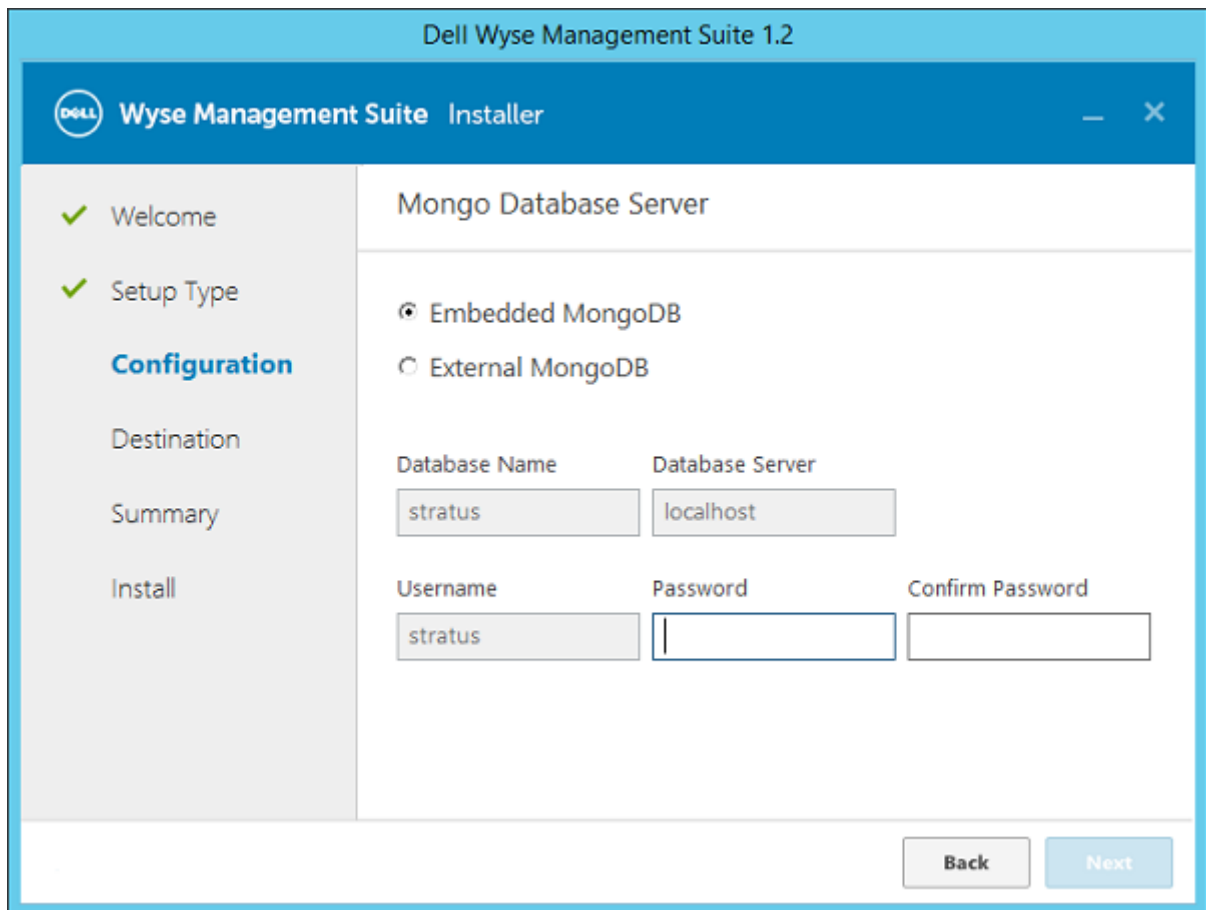 Dell Wyse Management Suite 1.2
DELL Wyse Management Suite Installer
Welcome
Setup Type
Configuration
Destination
Summary
Install
Mongo Database Server
Embedded MongoDB
External MongoDB
Database Name Database Server
stratus localhost
Username Password Confirm Password
stratus
Back Next